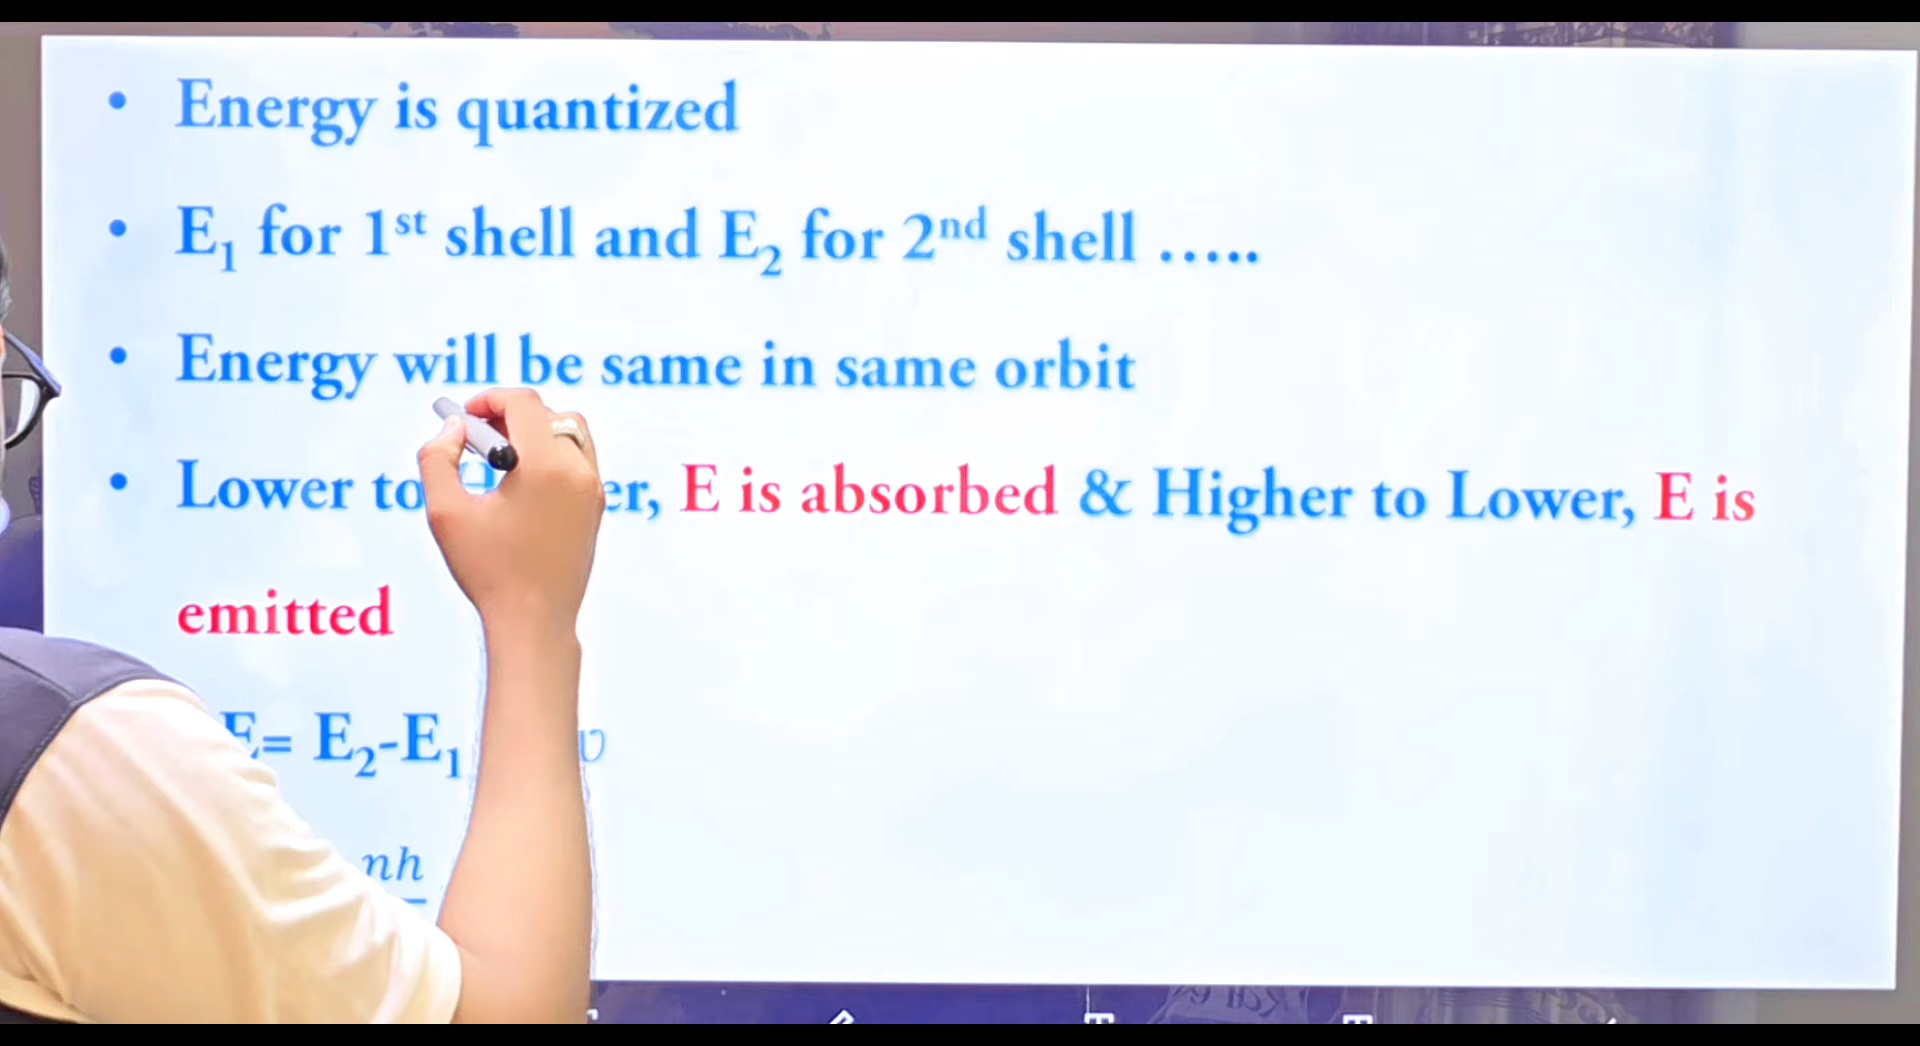 • Energy is quantized
• E₁ for 1ˢᵗ shell and E₂ for 2ⁿᵈ shell .....
• Energy will be same in same orbit
• Lower to er, E is absorbed & Higher to Lower, E is
emitted
E= E₂-E₁ υ
nh